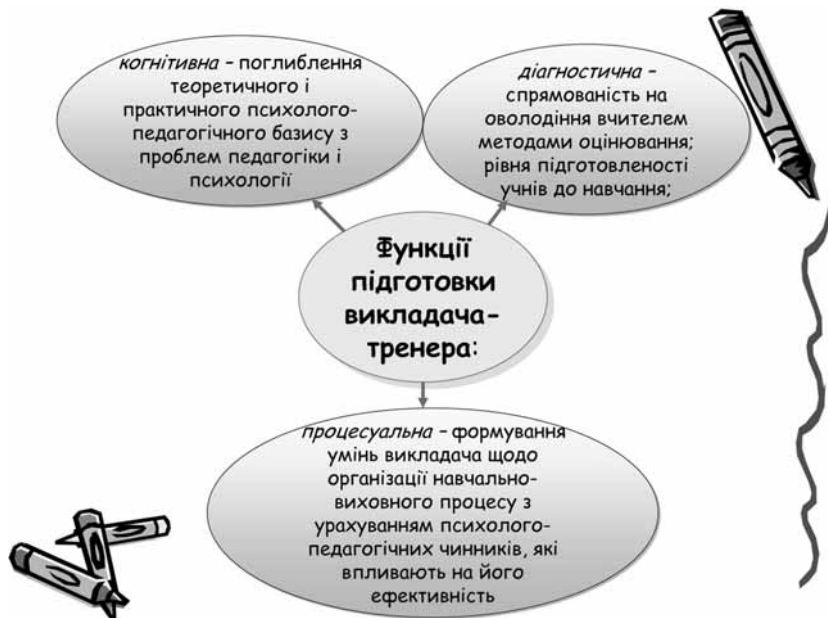 когнітивна – поглиблення
теоретичного і
практичного психолого-
педагогічного базису з
проблем педагогіки і
психології
діагностична –
спрямованість на
оволодіння вчителем
методами оцінювання;
рівня підготовленості
учнів до навчання;
Функції
підготовки
викладача-
тренера:
процесуальна – формування
умінь викладача щодо
організації навчально-
виховного процесу з
урахуванням психолого-
педагогічних чинників, які
впливають на його
ефективність